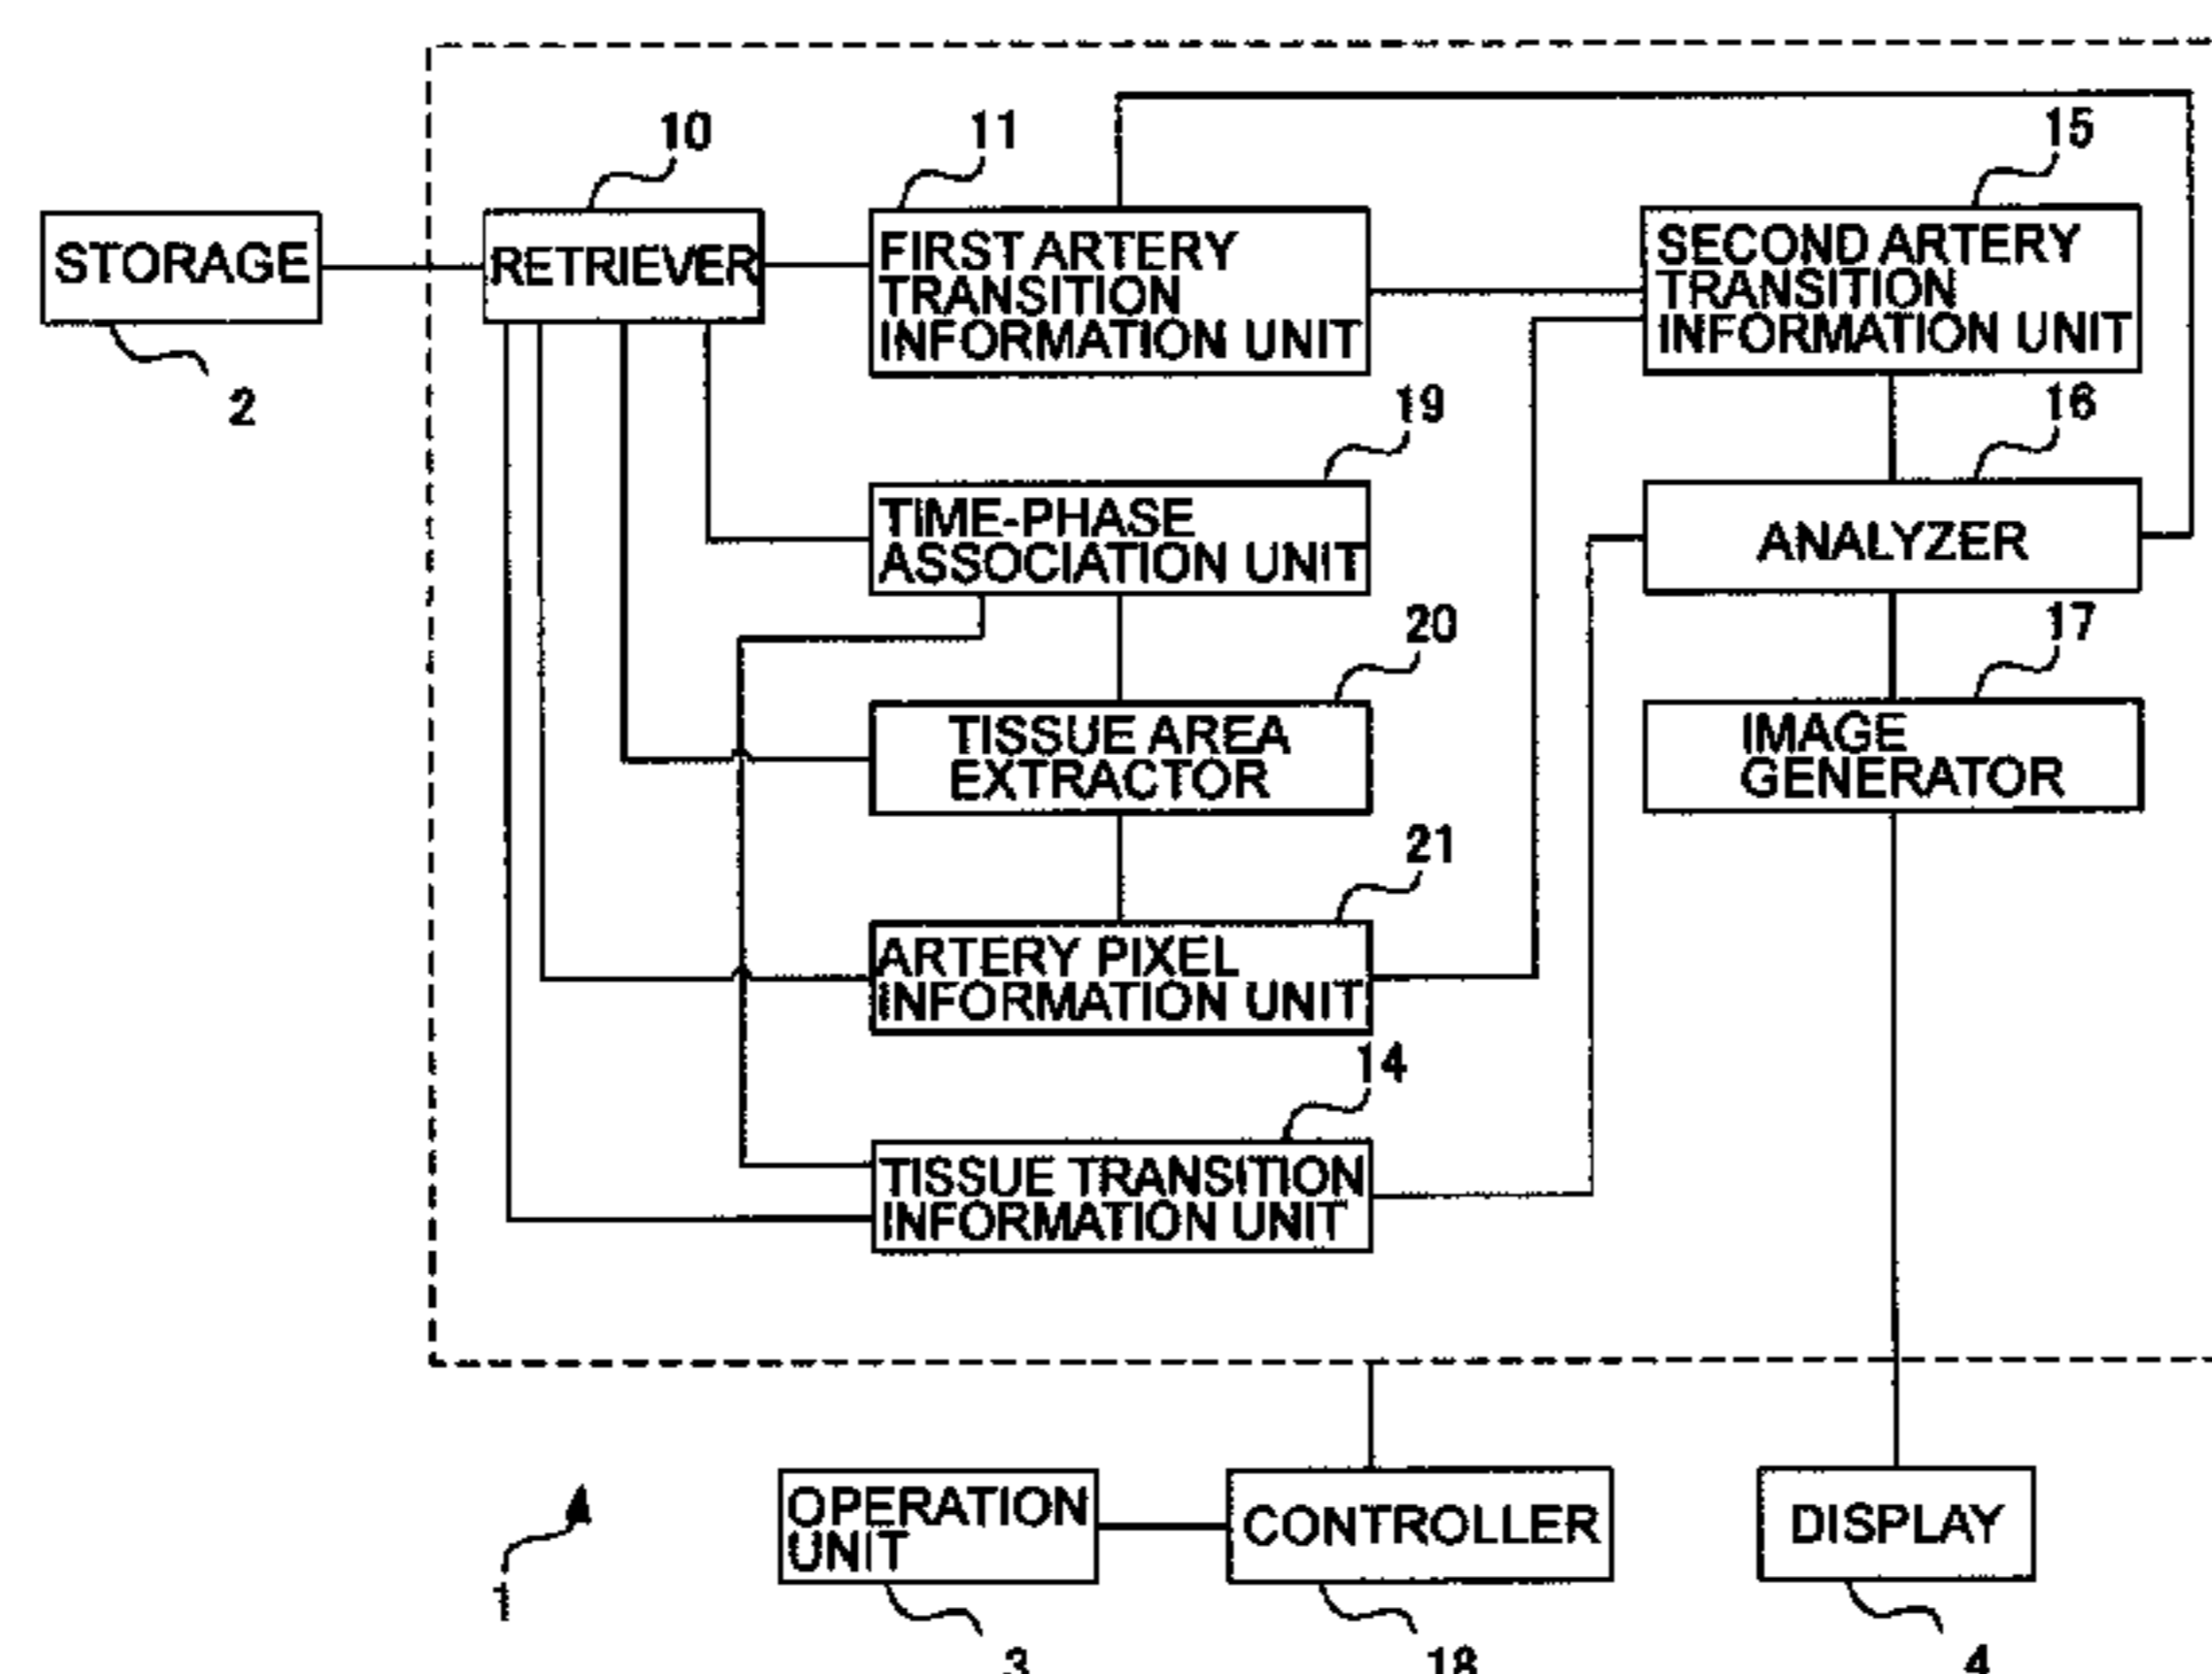 10
11
15
STORAGE
RETRIEVER
FIRST ARTERY
TRANSITION
INFORMATION UNIT
SECOND ARTERY
TRANSITION
INFORMATION UNIT
2
19
16
TIME-PHASE
ASSOCIATION UNIT
ANALYZER
20
17
TISSUE AREA
EXTRACTOR
IMAGE
GENERATOR
21
ARTERY PIXEL
INFORMATION UNIT
14
TISSUE TRANSITION
INFORMATION UNIT
OPERATION
UNIT
CONTROLLER
DISPLAY
1
3
18
4